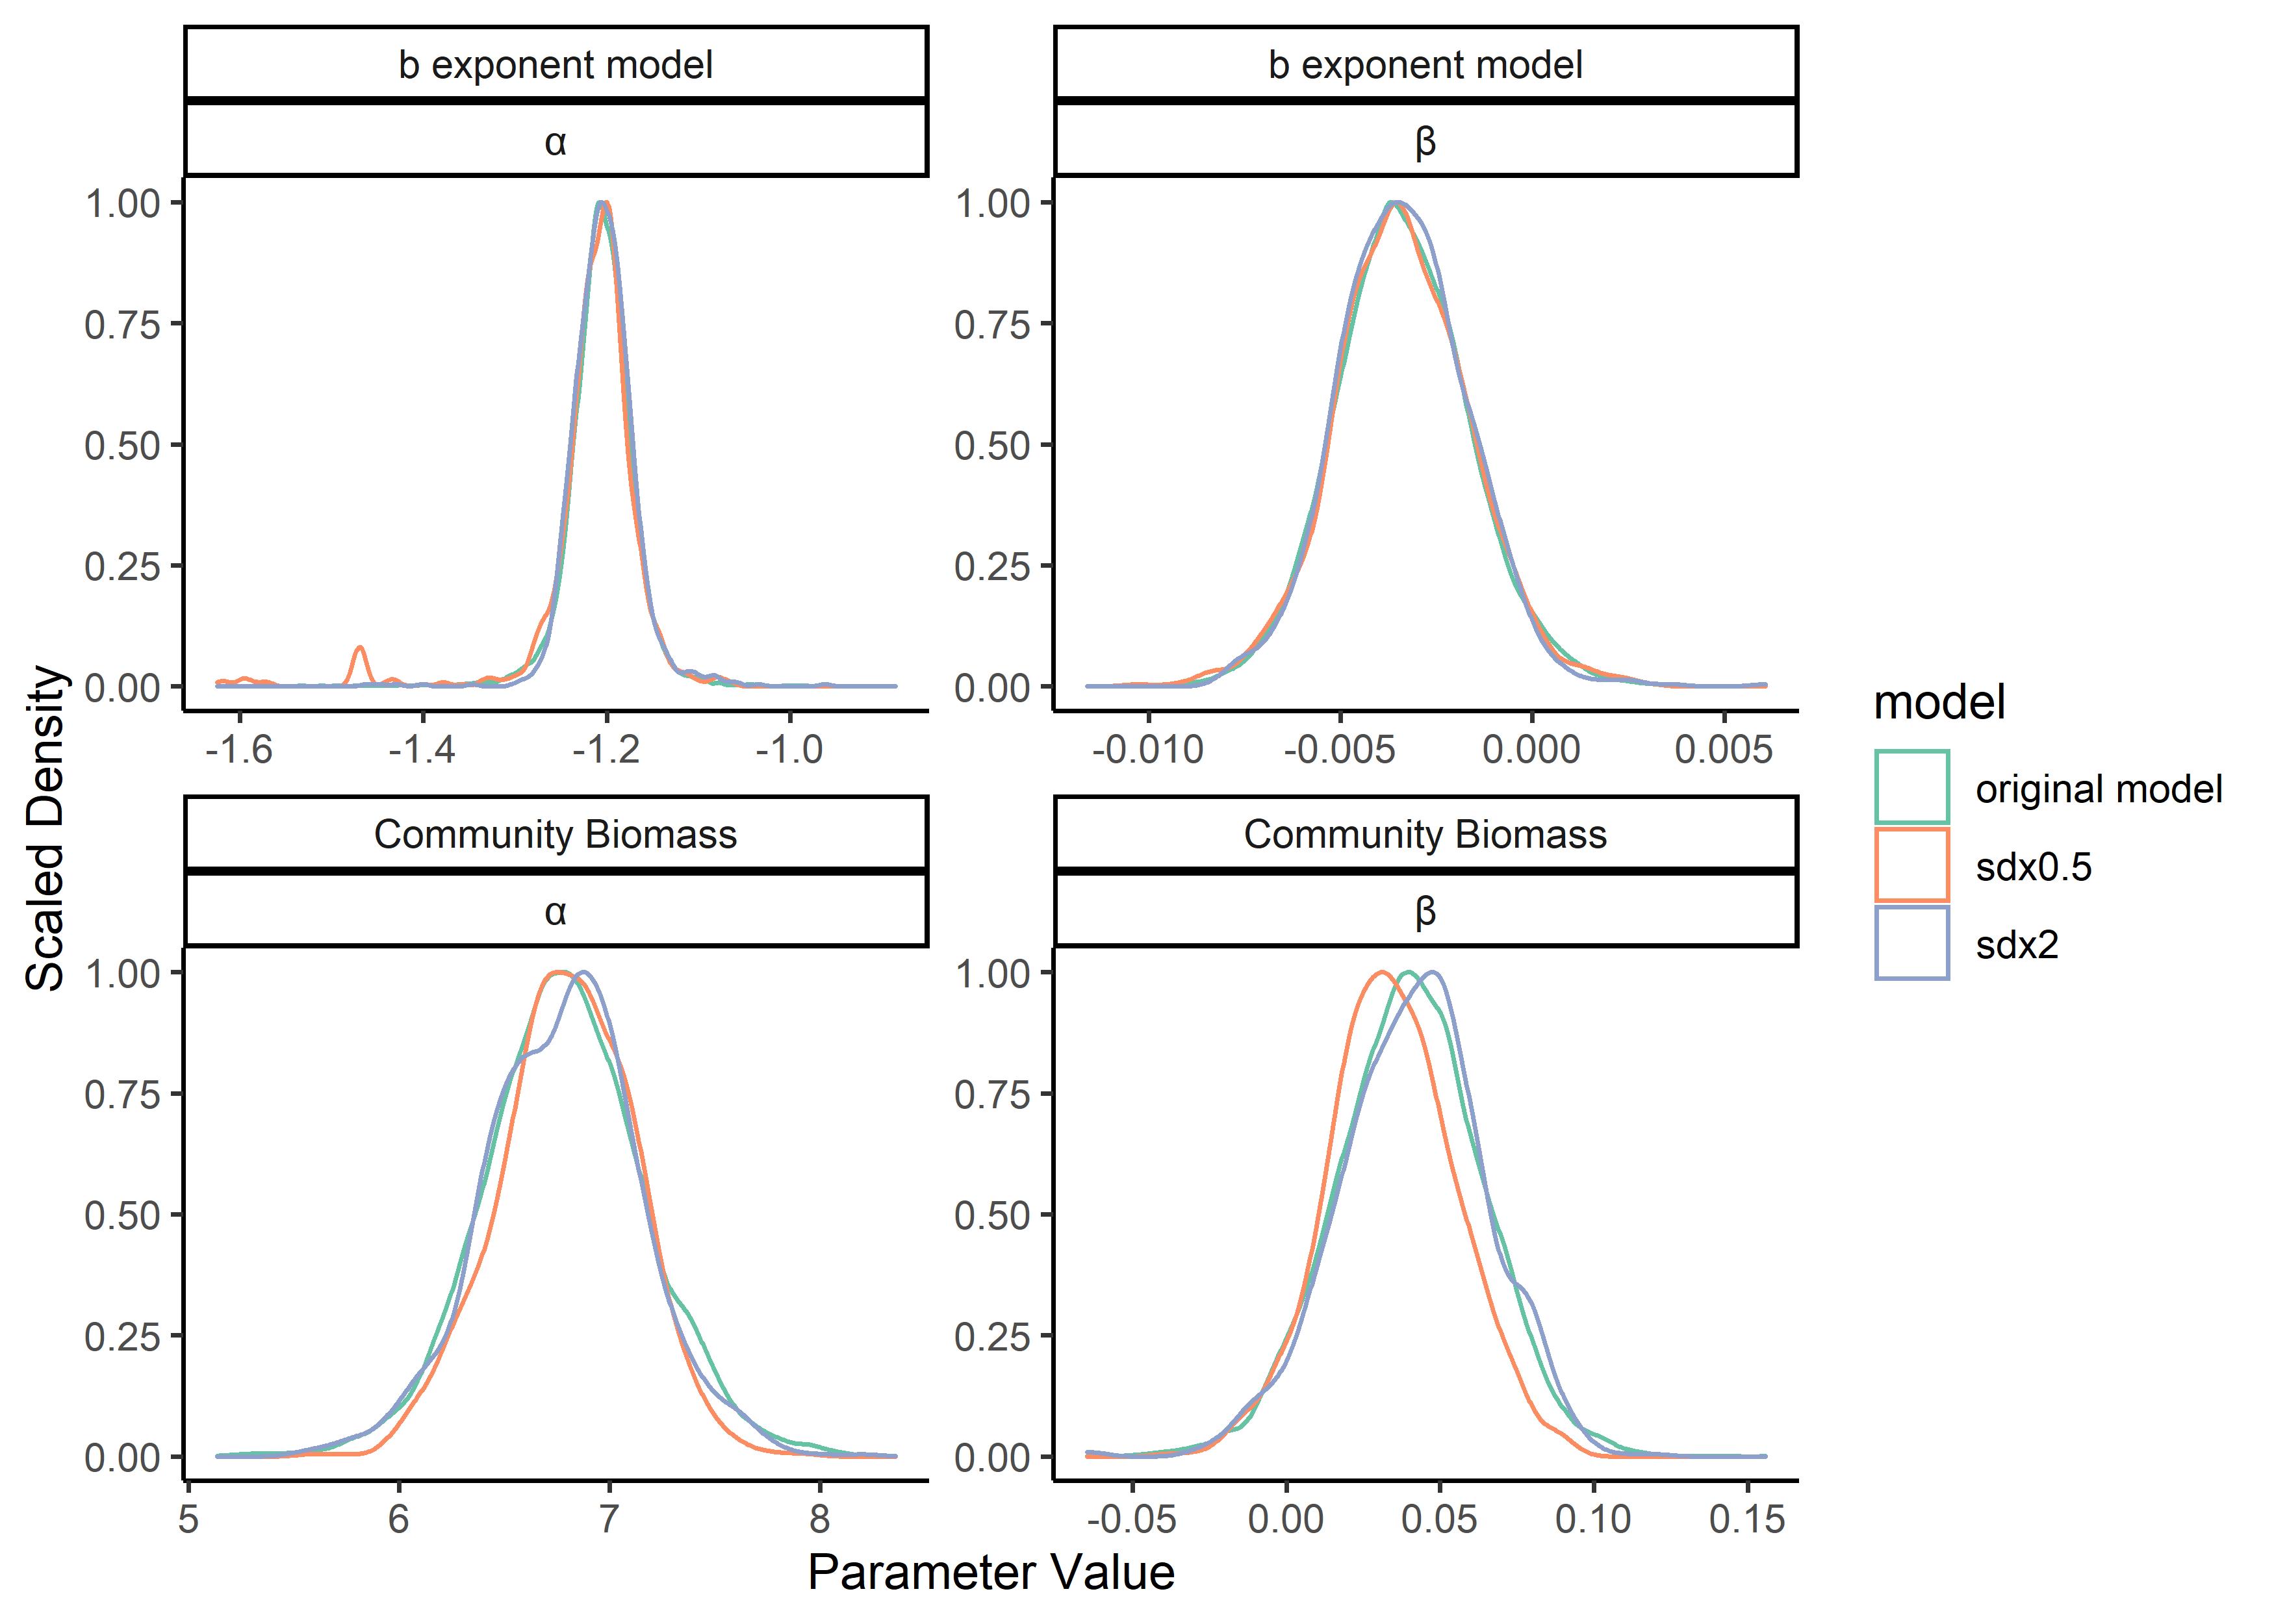 b exponent model
α
1.00
0.75
0.50
0.25
0.00
-1.6 -1.4 -1.2 -1.0
b exponent model
β
1.00
0.75
0.50
0.25
0.00
-0.010 -0.005 0.000 0.005
Community Biomass
α
1.00
0.75
0.50
0.25
0.00
5 6 7 8
Community Biomass
β
1.00
0.75
0.50
0.25
0.00
-0.05 0.00 0.05 0.10 0.15
Scaled Density
Parameter Value
model
original model
sdx0.5
sdx2